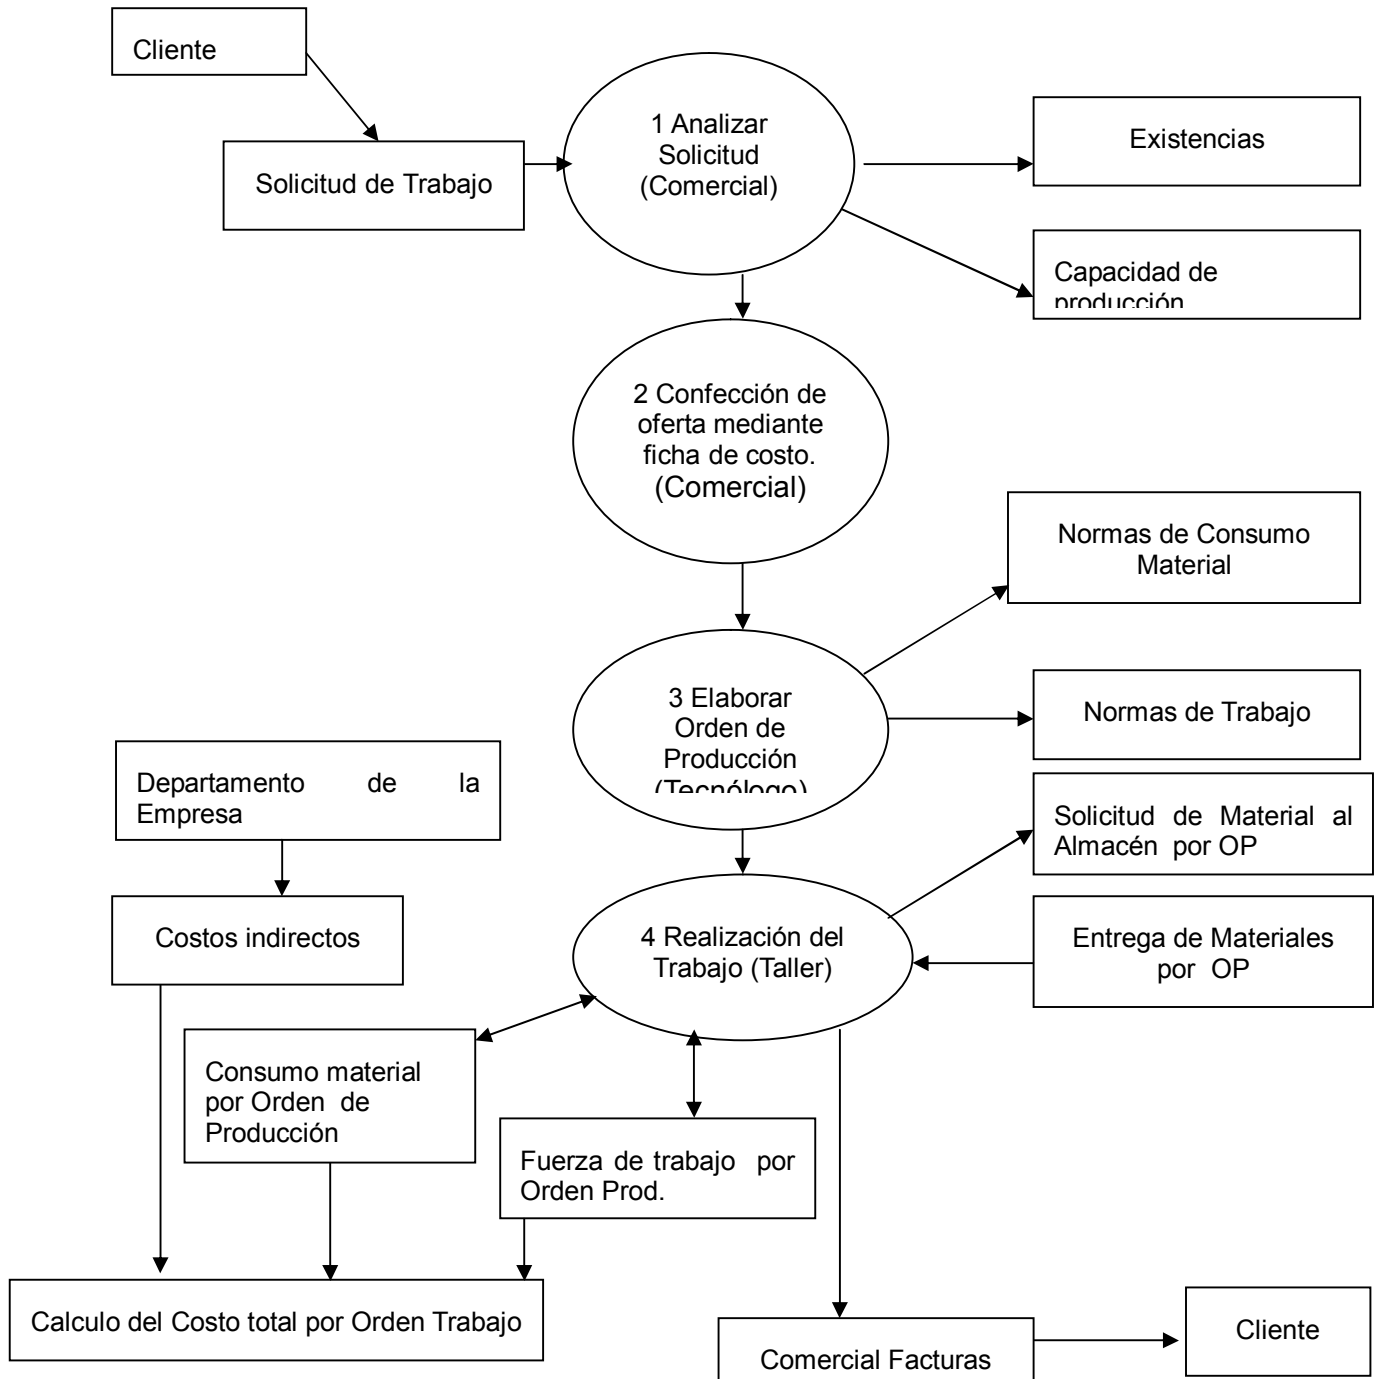 Cliente
Solicitud de Trabajo
1 Analizar
Solicitud
(Comercial)
Existencias
Capacidad de
producción
2 Confección de
oferta mediante
ficha de costo.
(Comercial)
Normas de Consumo
Material
3 Elaborar
Orden de
Producción
(Tecnólogo)
Normas de Trabajo
Departamento de la
Empresa
Solicitud de Material al
Almacén por OP
Costos indirectos
4 Realización del
Trabajo (Taller)
Entrega de Materiales
por OP
Consumo material
por Orden de
Producción
Fuerza de trabajo por
Orden Prod.
Calculo del Costo total por Orden Trabajo
Comercial Facturas
Cliente